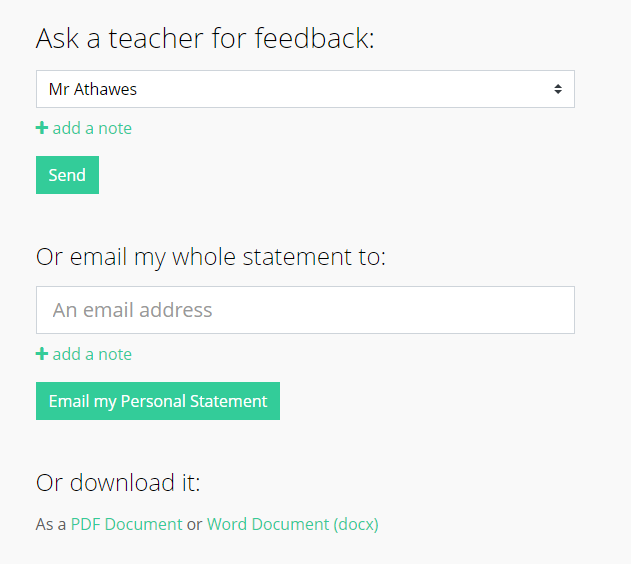 Ask a teacher for feedback:
Mr Athawes
+ add a note
Send
Or email my whole statement to:
An email address
+ add a note
Email my Personal Statement
Or download it:
As a PDF Document or Word Document (docx)